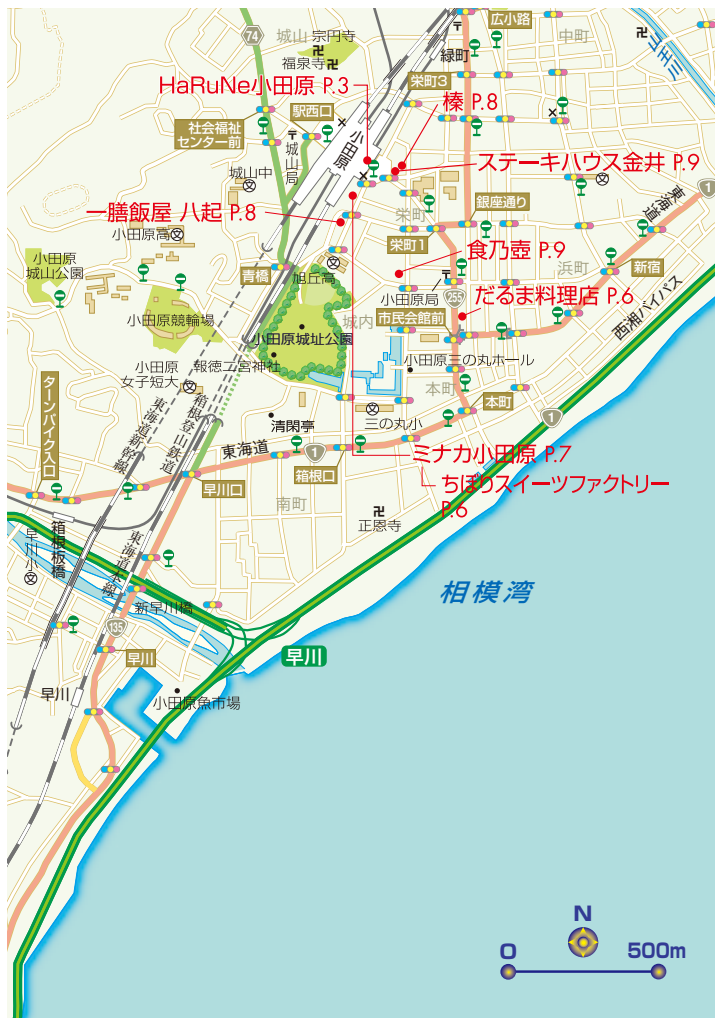 広小路
74
城山
宗円寺
福泉寺
中町
山王川
緑町
HaRuNe小田原 P.3
栄町3
榛 P.8
駅西口
社会福祉
センター前
城山局
小田原
ステーキハウス金井 P.9
城山中
東海道
1
一膳飯屋 八起 P.8
栄町
銀座通り
小田原高
栄町1
食乃壺 P.9
小田原
城山公園
青橋
旭丘高
浜町
新宿
小田原局
255
だるま料理店 P.6
西湘バイパス
小田原競輪場
城内
市民会館前
小田原城址公園
小田原三の丸ホール
小田原
女子短大
報徳二宮神社
本町
ターンパイク入口
東海道新幹線
箱根登山鉄道
本町
1
清閑亭
三の丸小
東海道
1
箱根口
ミナカ小田原 P.7
早川口
ちほりスイーツファクトリー
P.6
南町
正恩寺
箱根板橋
早川小
東海道本線
相模湾
新早川橋
135
早川
早川
早川
小田原魚市場
N
0
500m